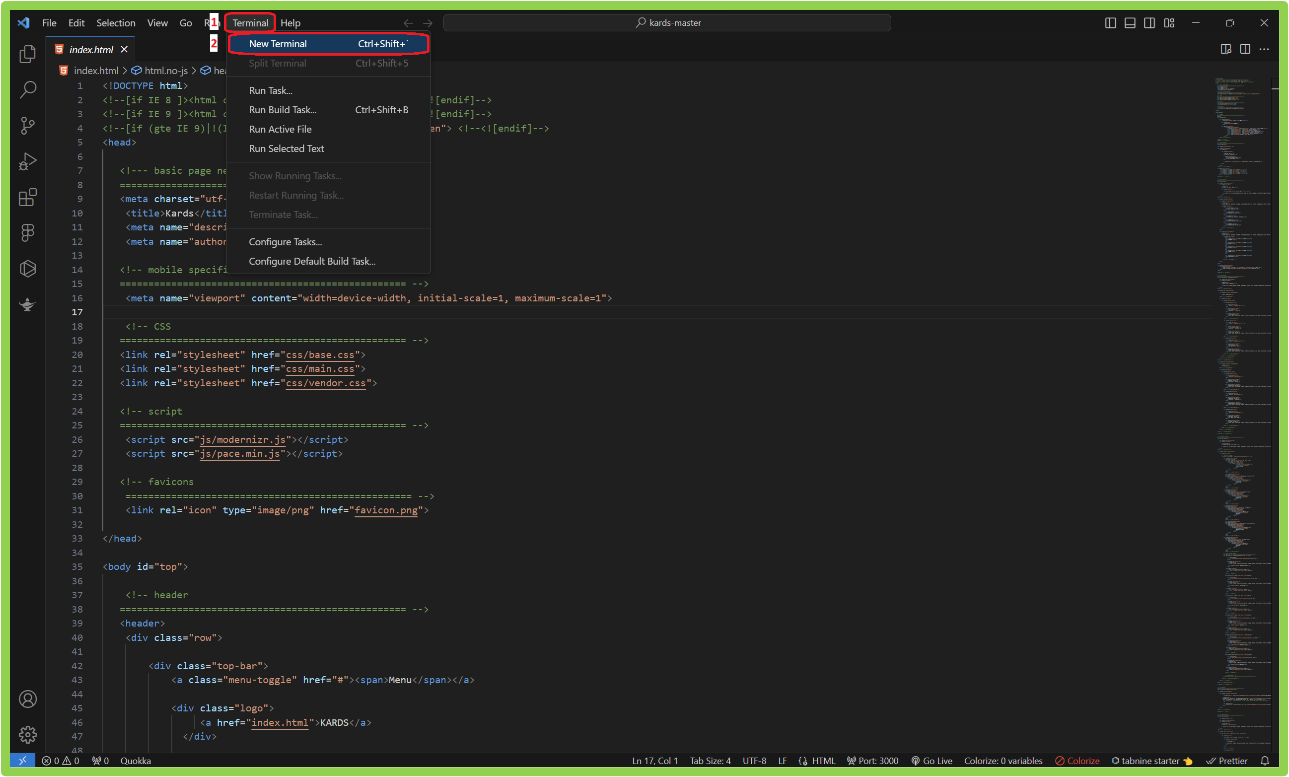 File Edit Selection View Go R 1 Terminal Help
kards-master
index.html
2 New Terminal Ctrl+Shift+`
Split Terminal Ctrl+Shift+5
Run Task...
Run Build Task... Ctrl+Shift+B
Run Active File
Run Selected Text
Show Running Tasks...
Restart Running Task...
Terminate Task...
Configure Tasks...
Configure Default Build Task...
index.html > html.no-js > hea
1 <!DOCTYPE html>
2 <!--[if IE 8 ]><html c ![endif]-->
3 <!--[if IE 9 ]><html c ![endif]-->
4 <!--[if (gte IE 9)|!(I en"> <!--<![endif]-->
5 <head>
6
7 <!--- basic page ne
8 ==================
9 <meta charset="utf-
10 <title>Kards</titl
11 <meta name="descri
12 <meta name="author
13
14 <!-- mobile specifi
15 ================================================== -->
16 <meta name="viewport" content="width=device-width, initial-scale=1, maximum-scale=1">
17
18 <!-- CSS
19 ================================================== -->
20 <link rel="stylesheet" href="css/base.css">
21 <link rel="stylesheet" href="css/main.css">
22 <link rel="stylesheet" href="css/vendor.css">
23
24 <!-- script
25 ================================================== -->
26 <script src="js/modernizr.js"></script>
27 <script src="js/pace.min.js"></script>
28
29 <!-- favicons
30 ================================================== -->
31 <link rel="icon" type="image/png" href="favicon.png">
32
33 </head>
34
35 <body id="top">
36
37 <!-- header
38 ================================================== -->
39 <header>
40 <div class="row">
41
42 <div class="top-bar">
43 <a class="menu-toggle" href="#"><span>Menu</span></a>
44
45 <div class="logo">
46 <a href="index.html">KARDS</a>
47 </div>
48
0 0 0 Quokka Ln 17, Col 1 Tab Size: 4 UTF-8 LF HTML Port: 3000 Go Live Colorize: 0 variables Colorize tabnine starter Prettier